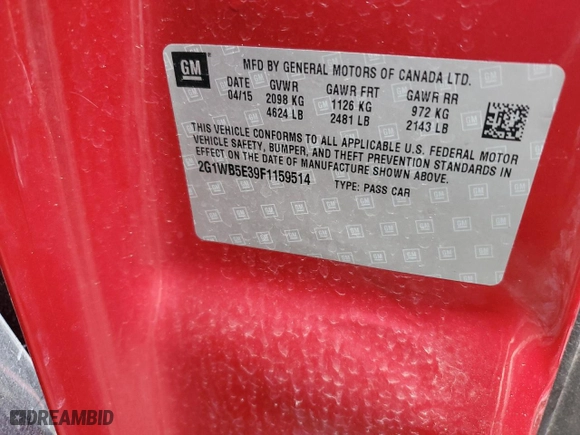 GM
MFD BY GENERAL MOTORS OF CANADA LTD.
DATE GVWR GAWR FRT GAWR RR
04/15 2098 KG 1126 KG 972 KG
4624 LB 2481 LB 2143 LB
THIS VEHICLE CONFORMS TO ALL APPLICABLE U.S. FEDERAL MOTOR
VEHICLE SAFETY, BUMPER, AND THEFT PREVENTION STANDARDS IN
EFFECT ON THE DATE OF MANUFACTURE SHOWN ABOVE.
2G1WB5E39F1159514 TYPE: PASS CAR
DREAMBID